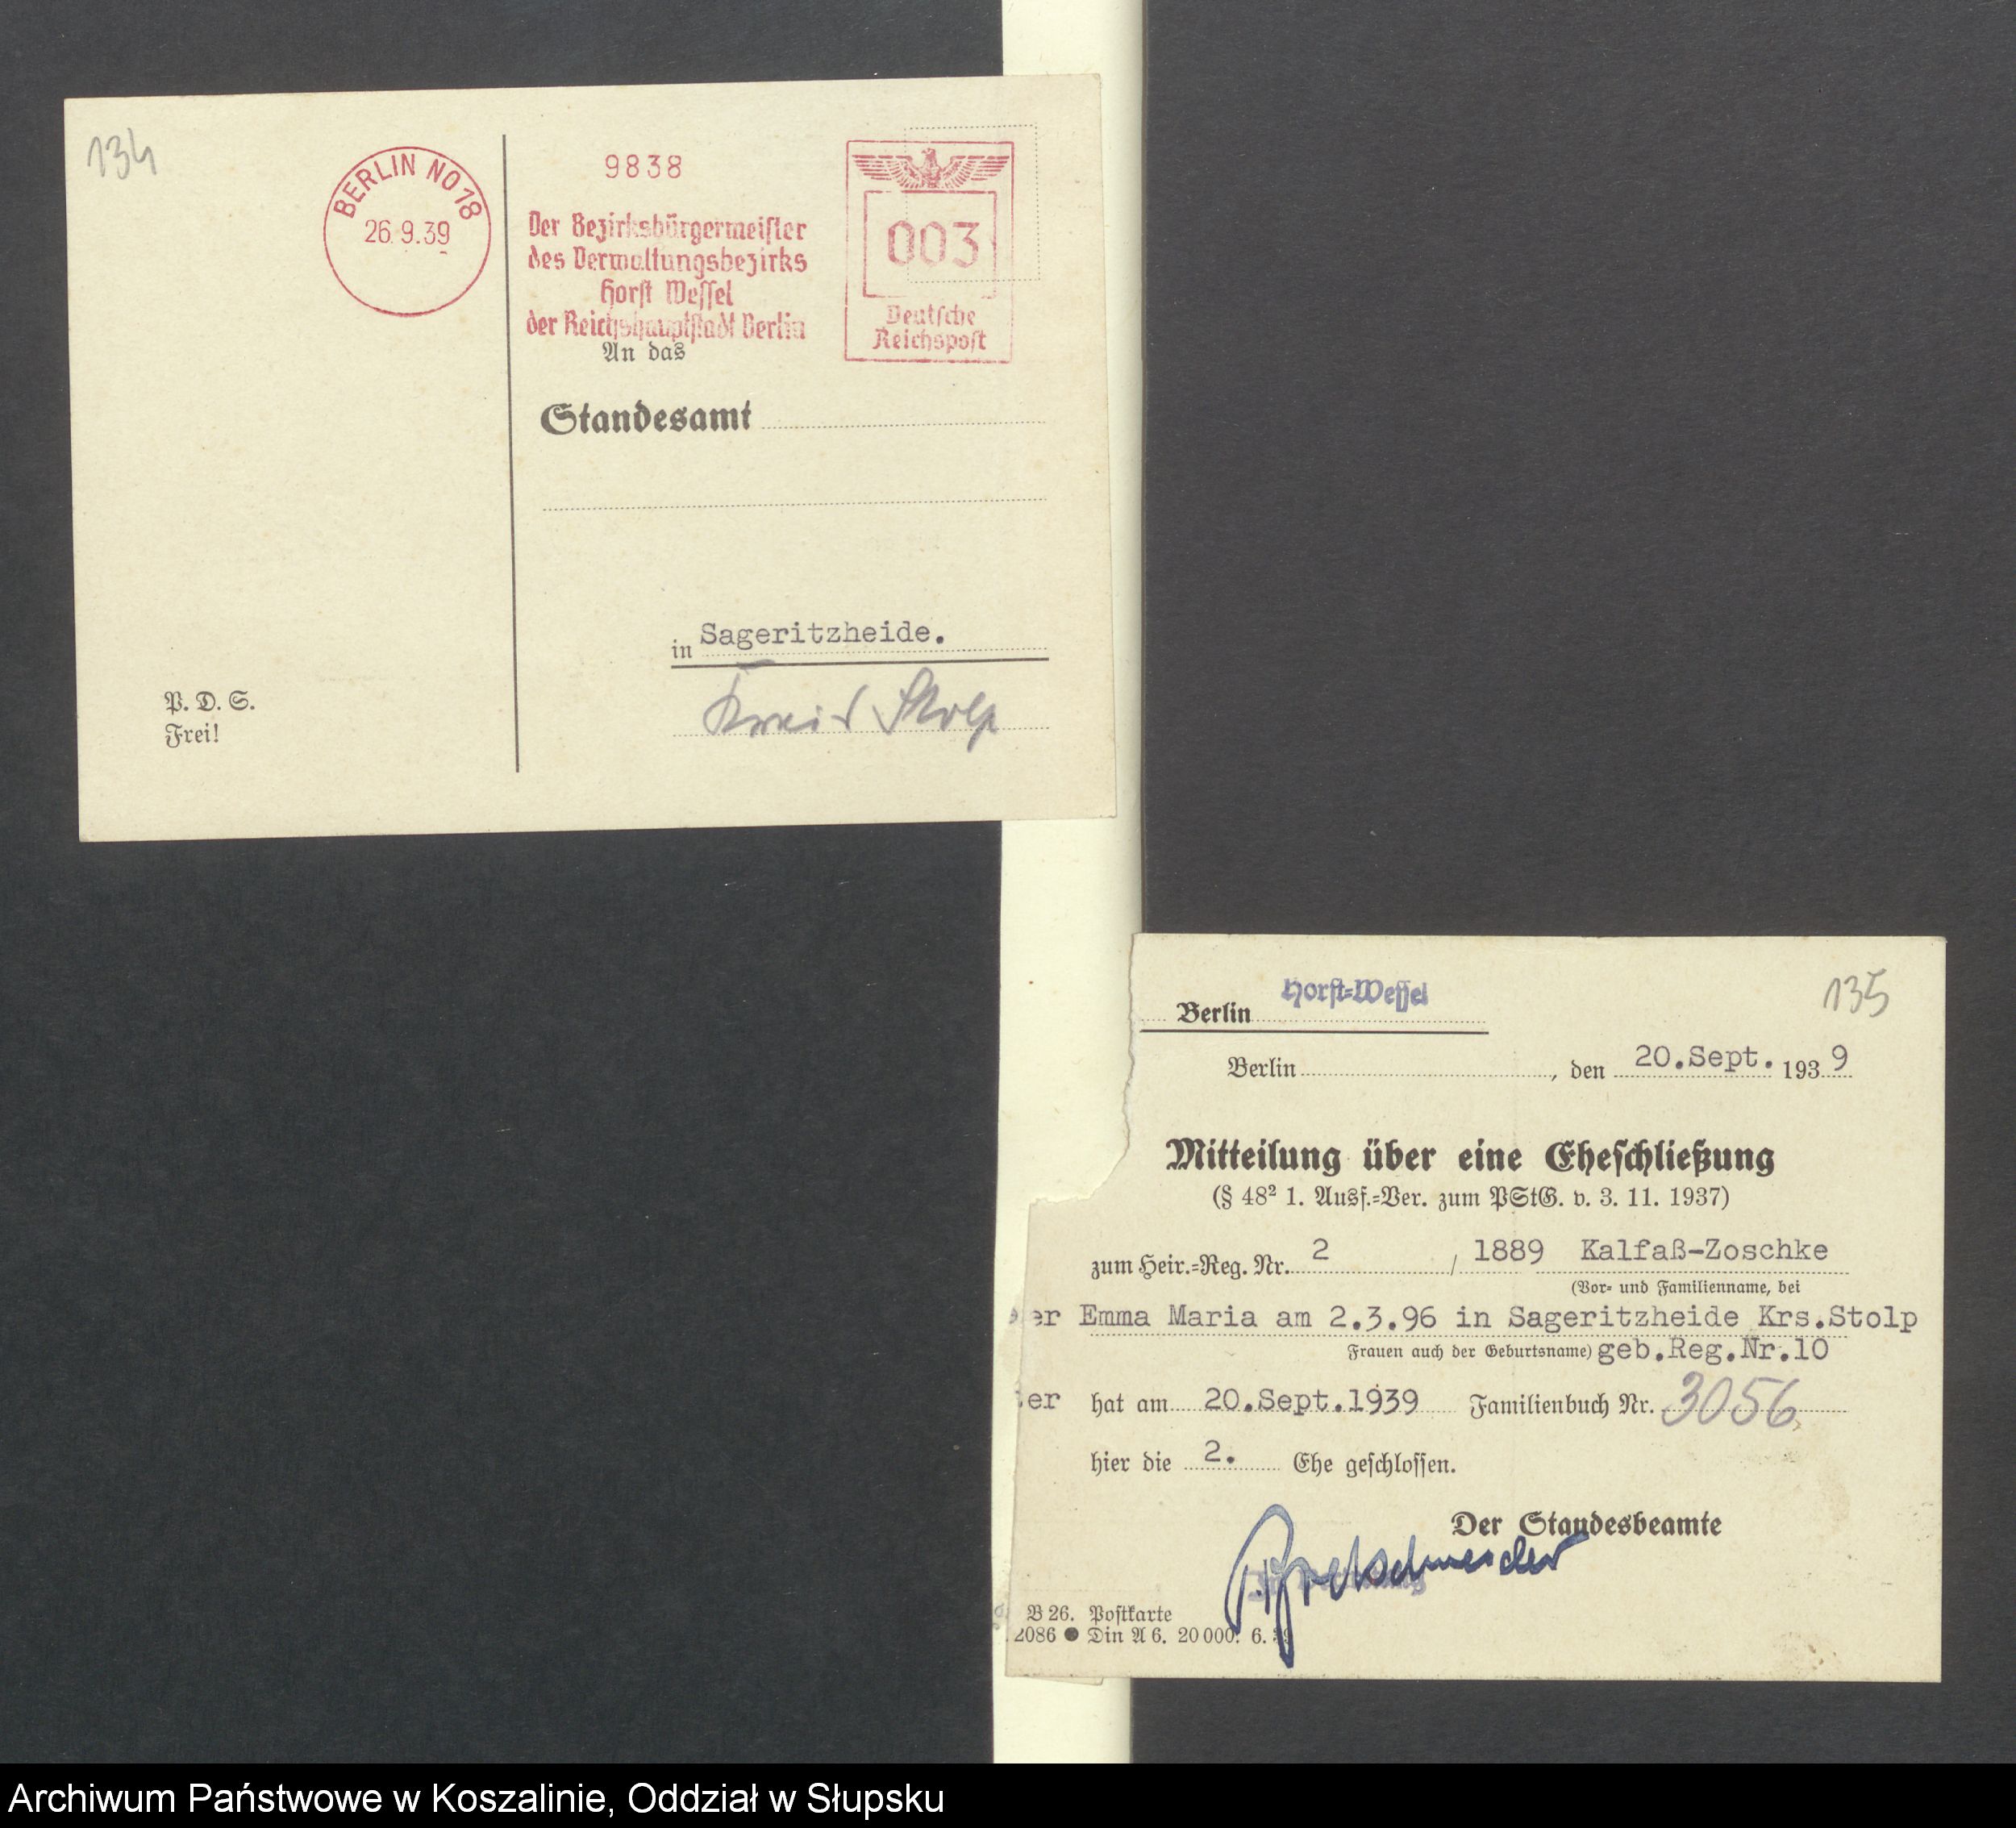 134
BERLIN NO 18
26.9.39
9838
Der Bezirksbürgermeister
des Verwaltungsbezirks
Horst Wessel
der Reichshauptstadt Berlin
003
Deutsche
Reichspost
An das
Standesamt
in Sageritzheide.
Kreis Stolp
P. D. S.
Frei!
135
Berlin Horst=Wessel
Berlin, den 20.Sept. 1939
Mitteilung über eine Eheschließung
(§ 48² 1. Ausf.=Ver. zum PStG. v. 3. 11. 1937)
zum Heir.=Reg. Nr. 2 / 1889 Kalfaß-Zoschke
(Vor= und Familienname, bei
er Emma Maria am 2.3.96 in Sageritzheide Krs.Stolp
Frauen auch der Geburtsname) geb.Reg.Nr.10
er hat am 20.Sept.1939 Familienbuch Nr. 3056
hier die 2. Ehe geschlossen.
Der Standesbeamte
Bretschneider
B 26. Postkarte
2086 ● Din A 6. 20 000. 6.
Archiwum Państwowe w Koszalinie, Oddział w Słupsku